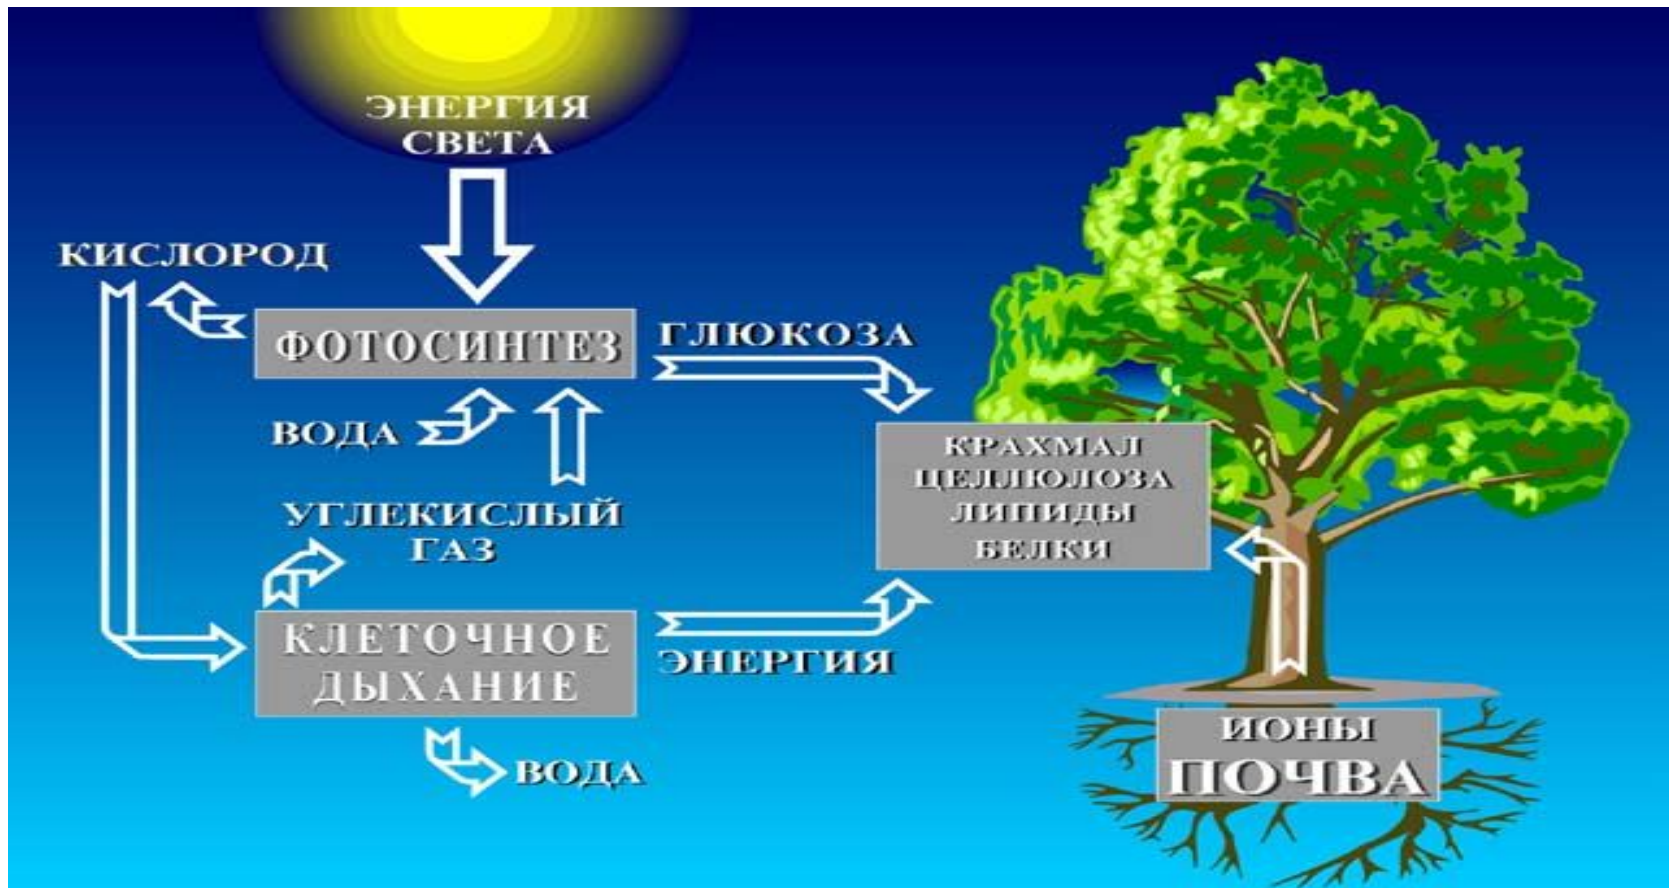 ЭНЕРГИЯ
СВЕТА
КИСЛОРОД
ФОТОСИНТЕЗ
ГЛЮКОЗА
ВОДА
КРАХМАЛ
ЦЕЛЛЮЛОЗА
ЛИПИДЫ
БЕЛКИ
УГЛЕКИСЛЫЙ
ГАЗ
КЛЕТОЧНОЕ
ДЫХАНИЕ
ЭНЕРГИЯ
ВОДА
ИОНЫ
ПОЧВА